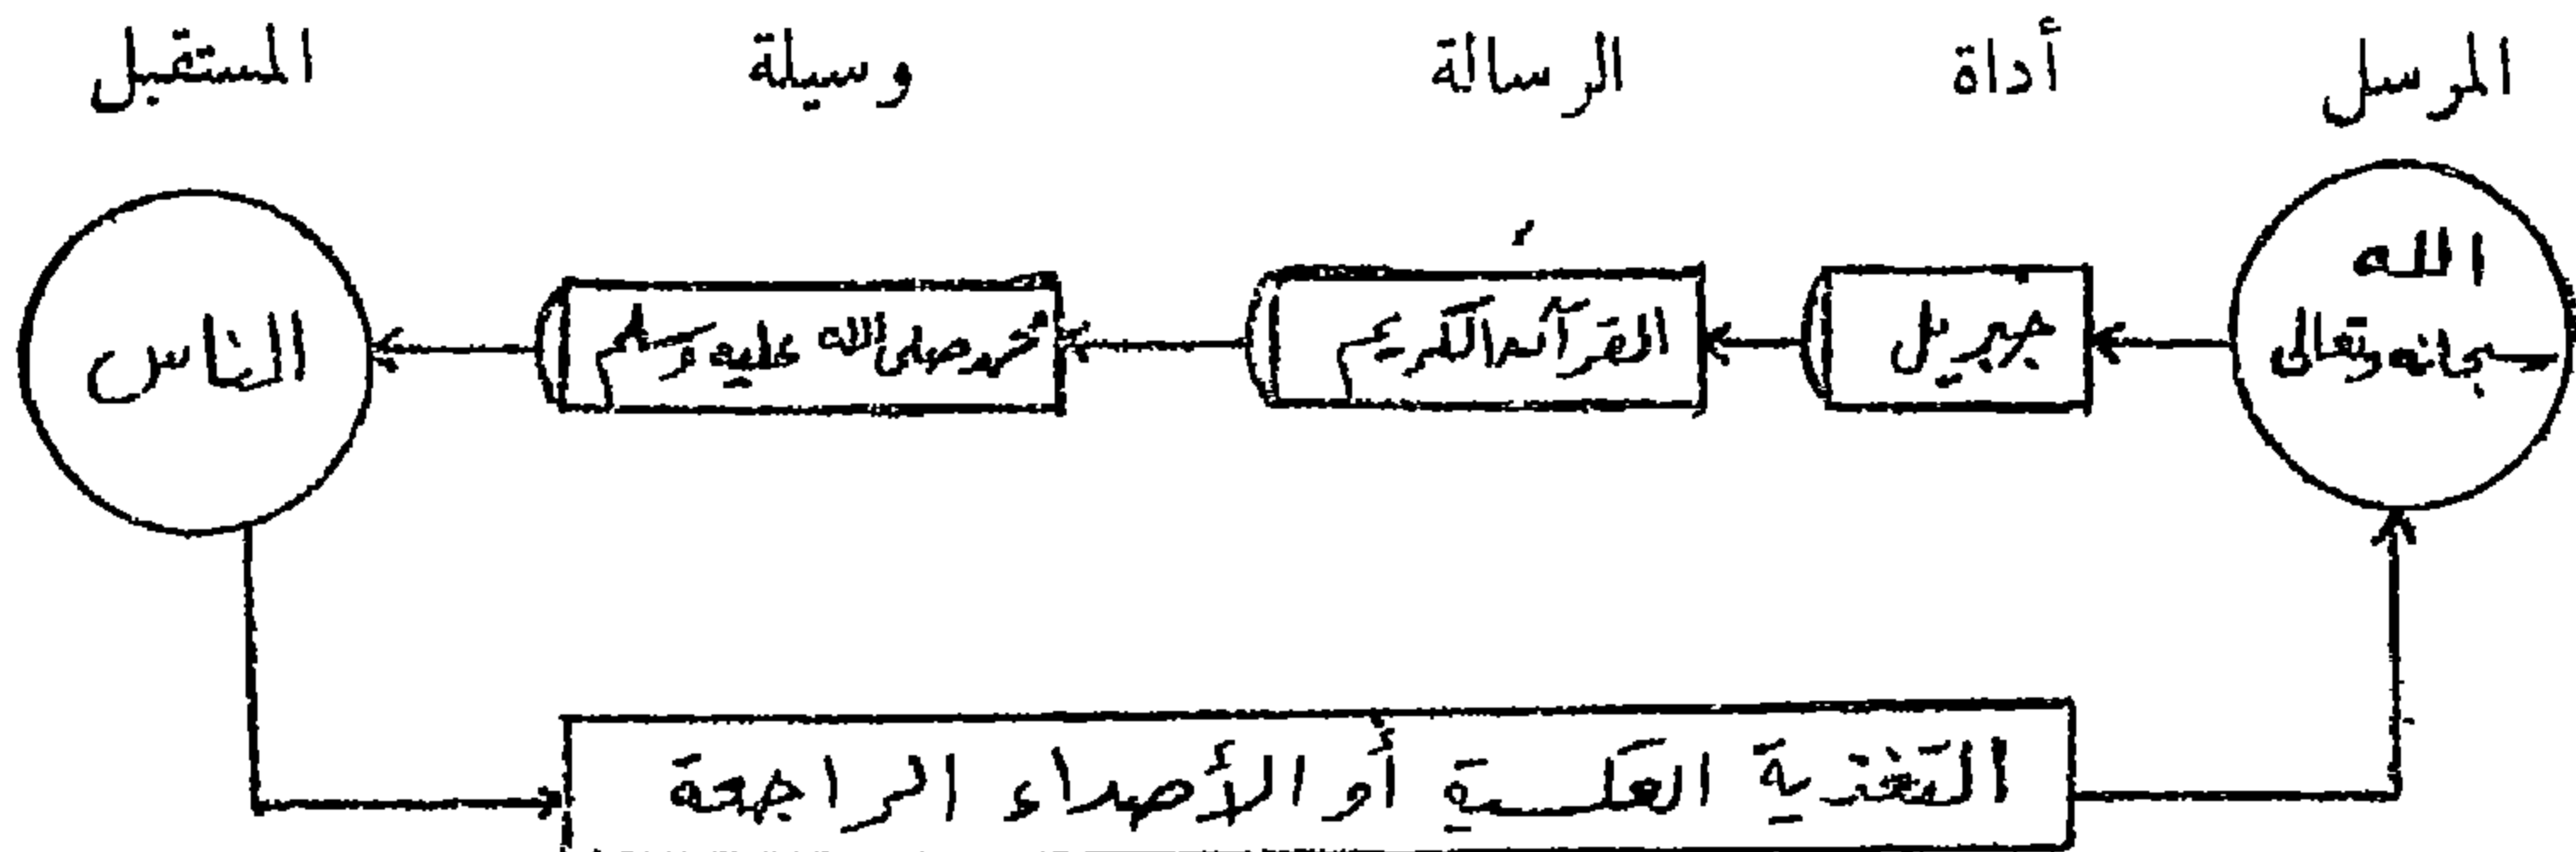 المرسل أداة الرسالة وسيلة المستقبل
الله
سبحانه وتعالى
جبريل
القرآن الكريم
محمد صلى الله عليه وسلم
الناس
التغذية العكسية أو الأصداء الراجعة